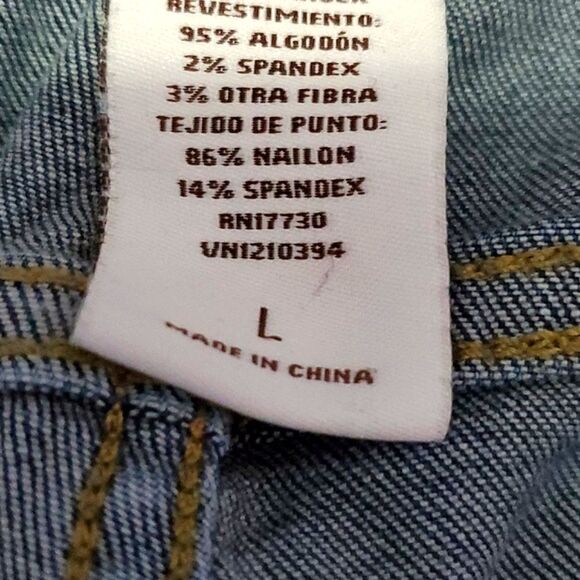 REVESTIMIENTO:
95% ALGODÓN
2% SPANDEX
3% OTRA FIBRA
TEJIDO DE PUNTO:
86% NAILON
14% SPANDEX
RN17730
VN1210394
L
MADE IN CHINA